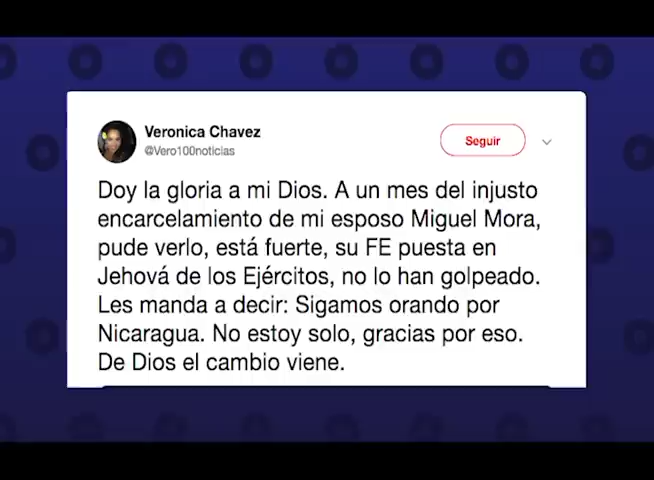 Veronica Chavez
@Vero100noticias
Seguir
Doy la gloria a mi Dios. A un mes del injusto
encarcelamiento de mi esposo Miguel Mora,
pude verlo, está fuerte, su FE puesta en
Jehová de los Ejércitos, no lo han golpeado.
Les manda a decir: Sigamos orando por
Nicaragua. No estoy solo, gracias por eso.
De Dios el cambio viene.